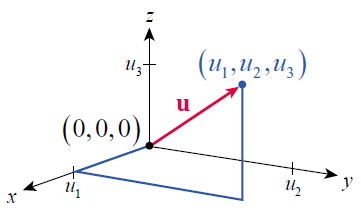 z
u₃
(u₁,u₂,u₃)
u
(0,0,0)
x
u₁
u₂
y